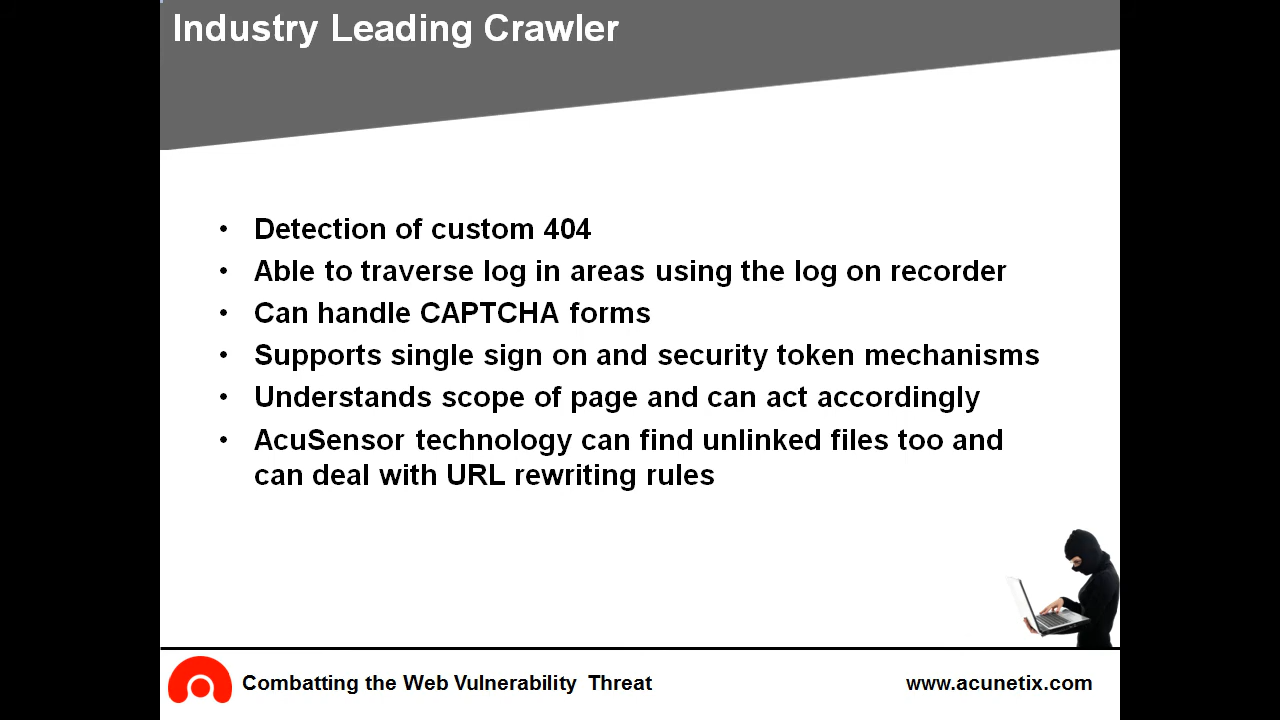 Industry Leading Crawler
• Detection of custom 404
• Able to traverse log in areas using the log on recorder
• Can handle CAPTCHA forms
• Supports single sign on and security token mechanisms
• Understands scope of page and can act accordingly
• AcuSensor technology can find unlinked files too and
can deal with URL rewriting rules
Combatting the Web Vulnerability Threat
www.acunetix.com